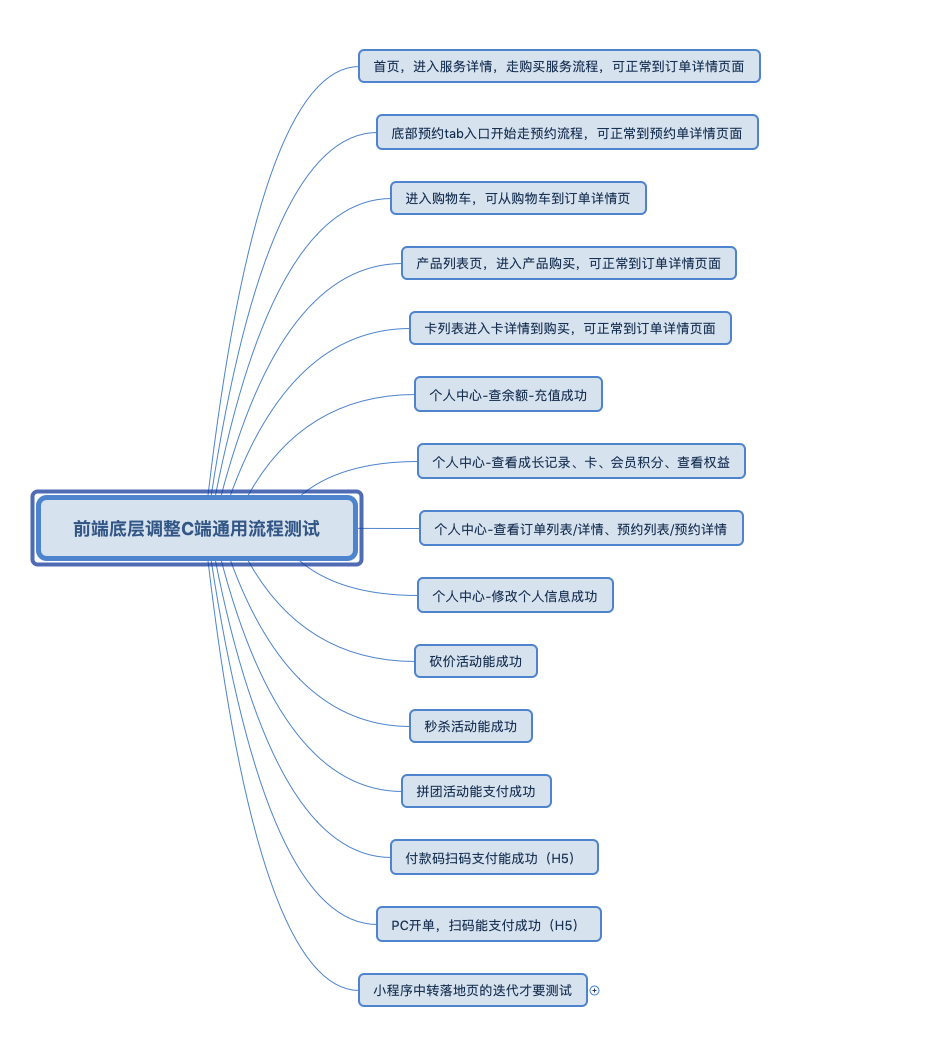 首页，进入服务详情，走购买服务流程，可正常到订单详情页面
底部预约tab入口开始走预约流程，可正常到预约单详情页面
进入购物车，可从购物车到订单详情页
产品列表页，进入产品购买，可正常到订单详情页面
卡列表进入卡详情到购买，可正常到订单详情页面
个人中心-查余额-充值成功
个人中心-查看成长记录、卡、会员积分、查看权益
前端底层调整C端通用流程测试
个人中心-查看订单列表/详情、预约列表/预约详情
个人中心-修改个人信息成功
砍价活动能成功
秒杀活动能成功
拼团活动能支付成功
付款码扫码支付能成功（H5）
PC开单，扫码能支付成功（H5）
小程序中转落地页的迭代才要测试